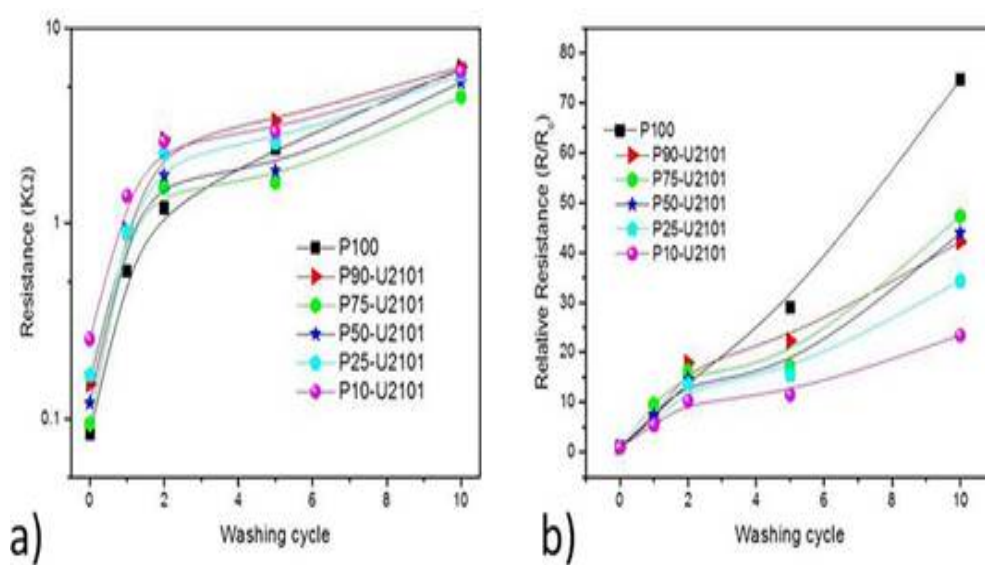 10
1
0.1
Resistance (KΩ)
P100
P90-U2101
P75-U2101
P50-U2101
P25-U2101
P10-U2101
0 2 4 6 8 10
Washing cycle
a)
80
75
70
60
50
40
30
20
10
0
Relative Resistance (R/R₀)
P100
P90-U2101
P75-U2101
P50-U2101
P25-U2101
P10-U2101
0 2 4 6 8 10
Washing cycle
b)